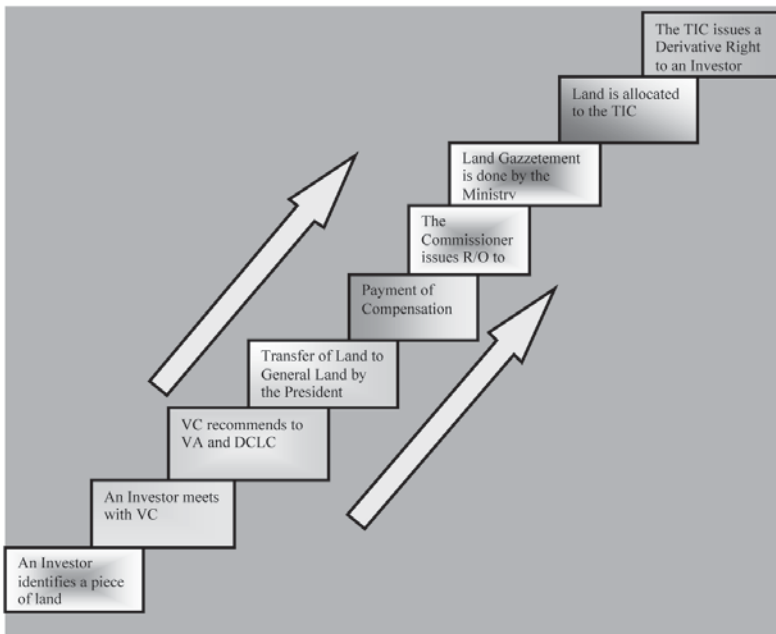 The TIC issues a
Derivative Right
to an Investor
Land is allocated
to the TIC
Land Gazzetement
is done by the
Ministry
The
Commissioner
issues R/O to
Payment of
Compensation
Transfer of Land to
General Land by
the President
VC recommends to
VA and DCLC
An Investor meets
with VC
An Investor
identifies a piece
of land